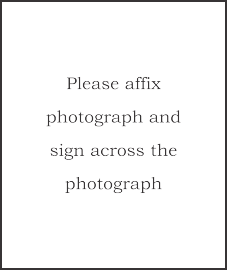 Please affix
photograph and
sign across the
photograph